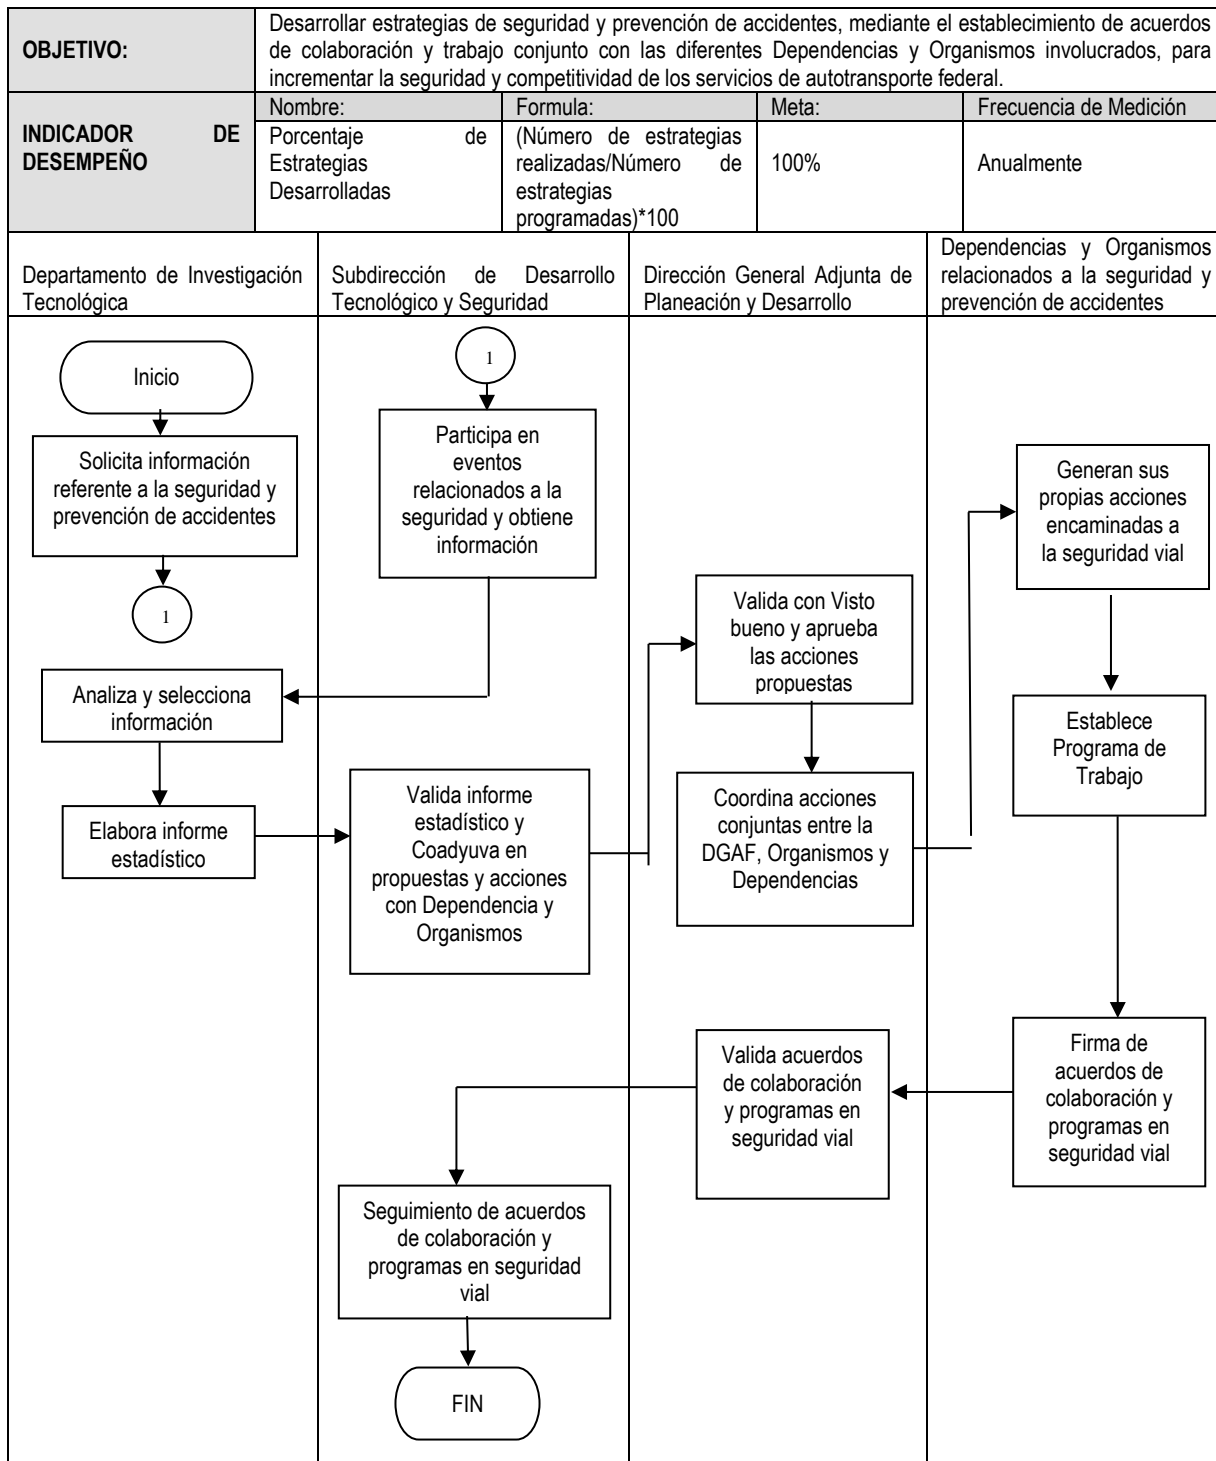 OBJETIVO:
Desarrollar estrategias de seguridad y prevención de accidentes, mediante el establecimiento de acuerdos
de colaboración y trabajo conjunto con las diferentes Dependencias y Organismos involucrados, para
incrementar la seguridad y competitividad de los servicios de autotransporte federal.
INDICADOR DE
DESEMPEÑO
Nombre:
Formula:
Meta:
Frecuencia de Medición
Porcentaje de
Estrategias
Desarrolladas
(Número de estrategias
realizadas/Número de
estrategias
programadas)*100
100%
Anualmente
Departamento de Investigación
Tecnológica
Subdirección de Desarrollo
Tecnológico y Seguridad
Dirección General Adjunta de
Planeación y Desarrollo
Dependencias y Organismos
relacionados a la seguridad y
prevención de accidentes
Inicio
Solicita información
referente a la seguridad y
prevención de accidentes
1
1
Participa en
eventos
relacionados a la
seguridad y obtiene
información
Analiza y selecciona
información
Elabora informe
estadístico
Valida informe
estadístico y
Coadyuva en
propuestas y acciones
con Dependencia y
Organismos
Valida con Visto
bueno y aprueba
las acciones
propuestas
Coordina acciones
conjuntas entre la
DGAF, Organismos y
Dependencias
Generan sus
propias acciones
encaminadas a
la seguridad vial
Establece
Programa de
Trabajo
Firma de
acuerdos de
colaboración y
programas en
seguridad vial
Valida acuerdos
de colaboración
y programas en
seguridad vial
Seguimiento de acuerdos
de colaboración y
programas en seguridad
vial
FIN